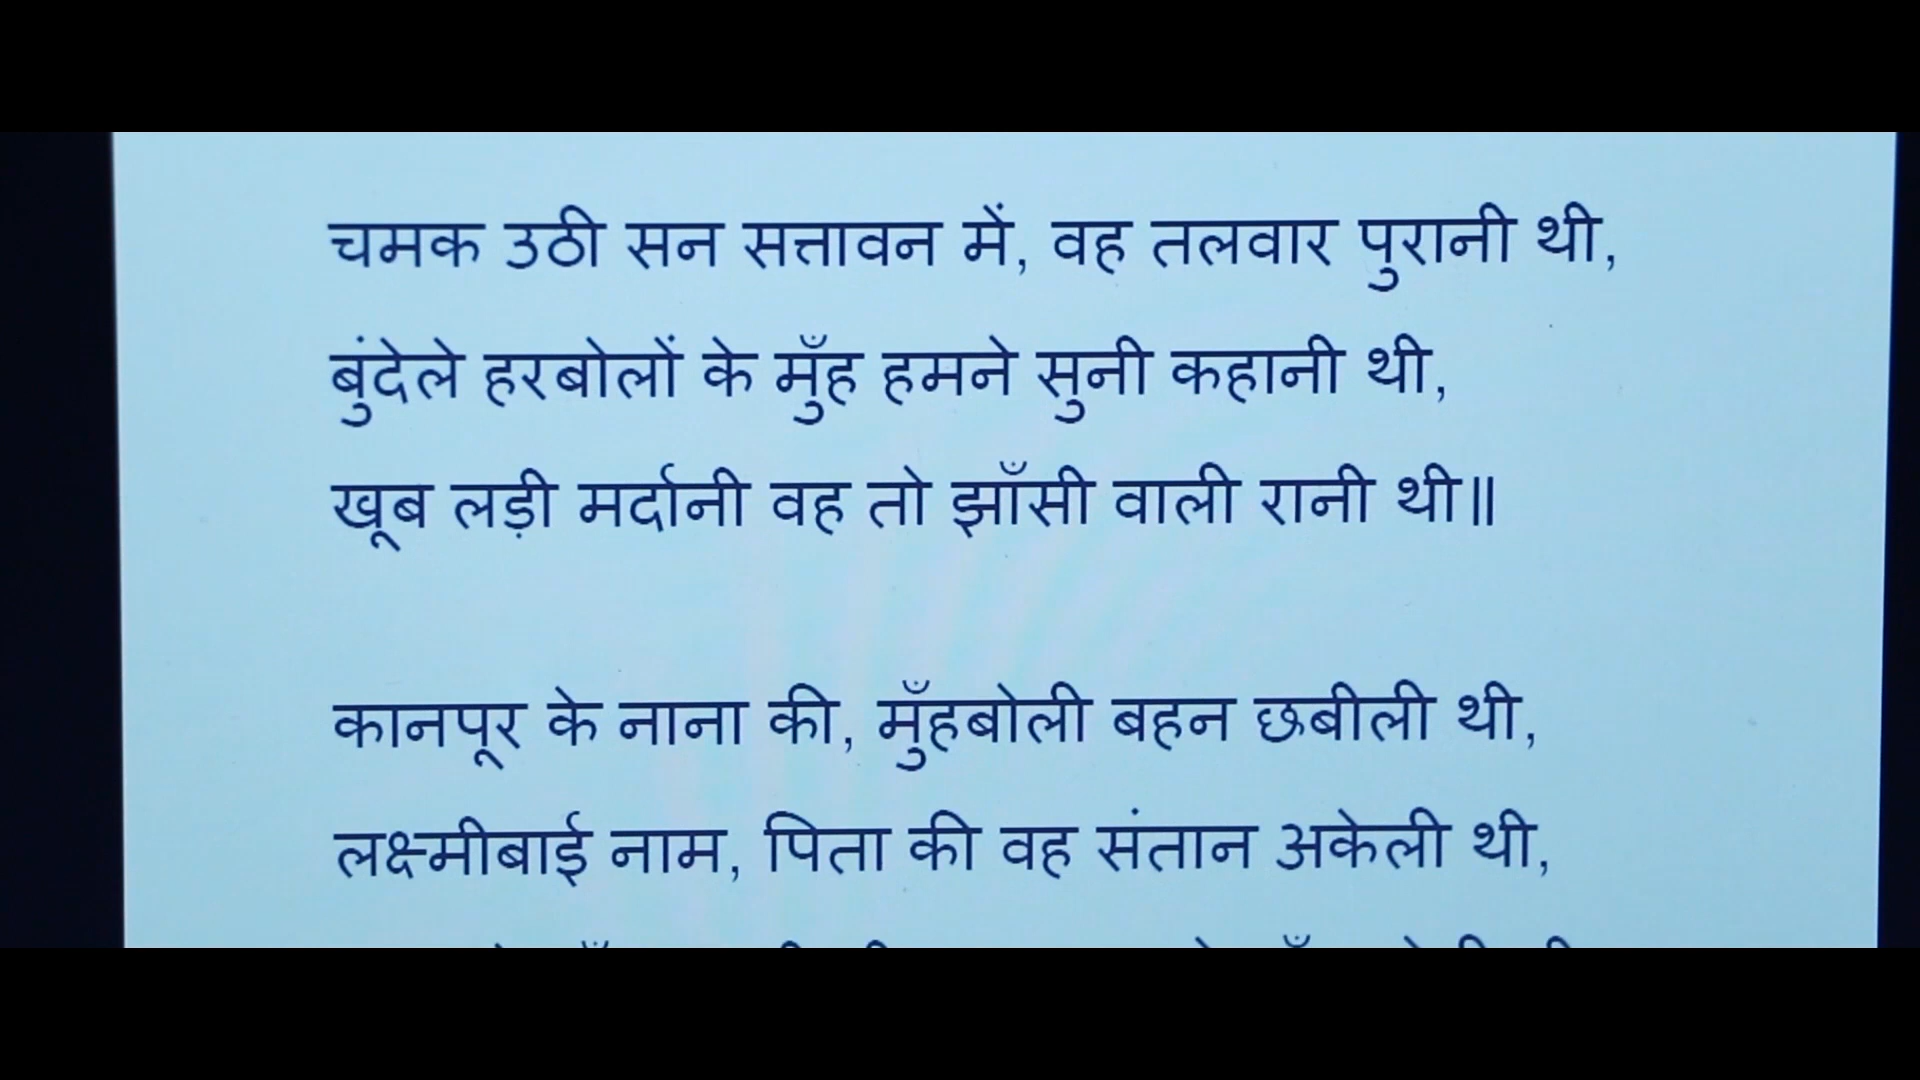 चमक उठी सन सत्तावन में, वह तलवार पुरानी थी,
बुंदेले हरबोलों के मुँह हमने सुनी कहानी थी,
खूब लड़ी मर्दानी वह तो झाँसी वाली रानी थी॥
कानपूर के नाना की, मुँहबोली बहन छबीली थी,
लक्ष्मीबाई नाम, पिता की वह संतान अकेली थी,